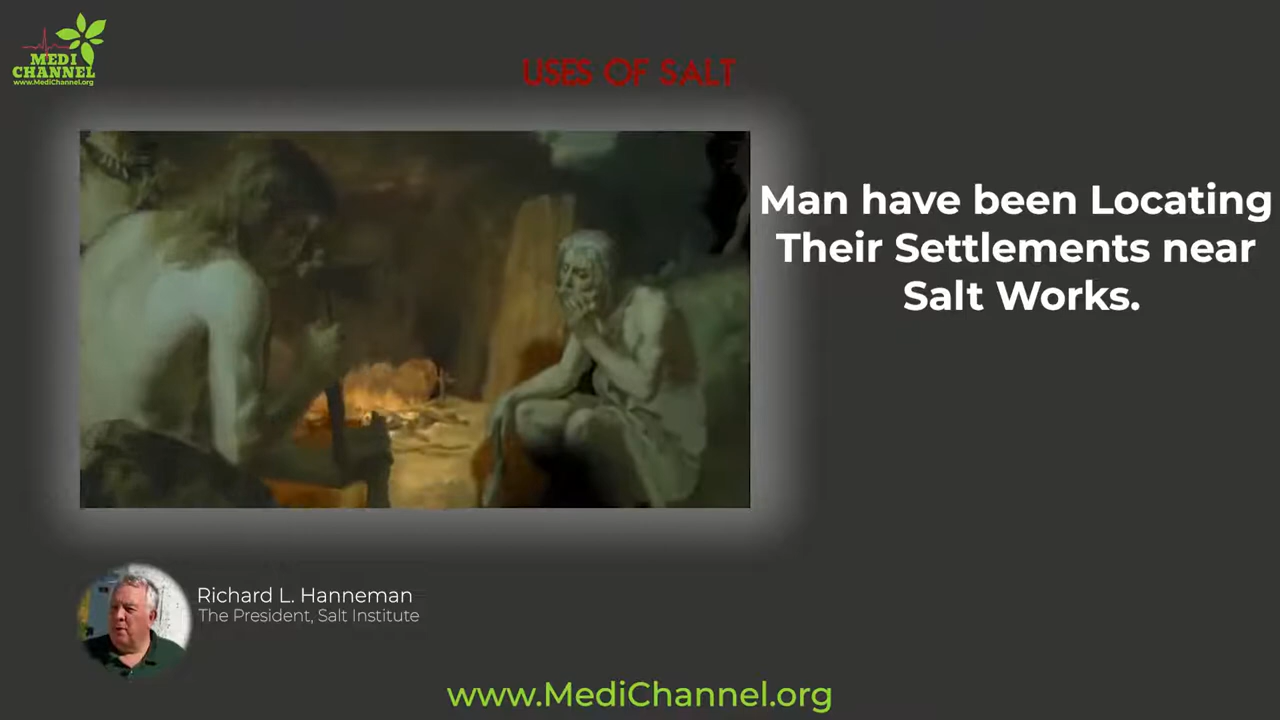 MEDI
CHANNEL
www.MediChannel.org
USES OF SALT
Man have been Locating
Their Settlements near
Salt Works.
Richard L. Hanneman
The President, Salt Institute
www.MediChannel.org